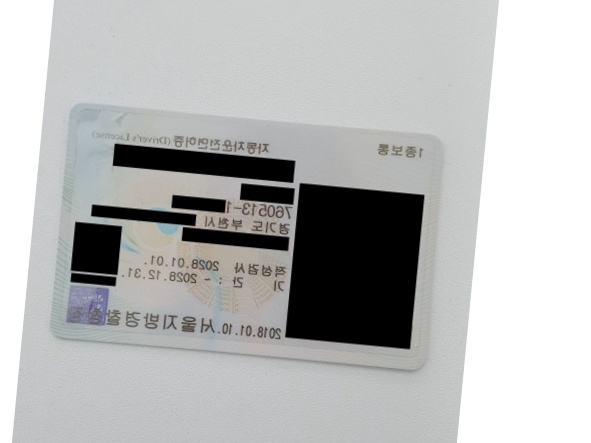 1종보통
자동차운전면허증 (Driver's License)
760513-1
경기도 부천시
적성검사 2028.01.01.
기 간 : ~ 2028.12.31.
2018.01.10. 서울지방경찰청장